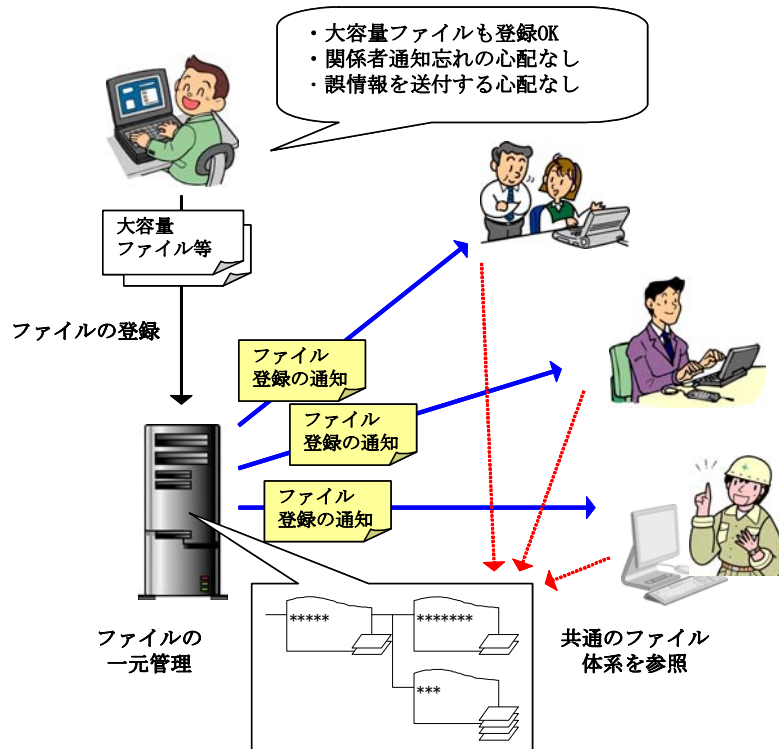 ・大容量ファイルも登録OK
・関係者通知忘れの心配なし
・誤情報を送付する心配なし
大容量
ファイル等
ファイルの登録
ファイル
登録の通知
ファイル
登録の通知
ファイル
登録の通知
*****
*******
***
ファイルの
一元管理
共通のファイル
体系を参照